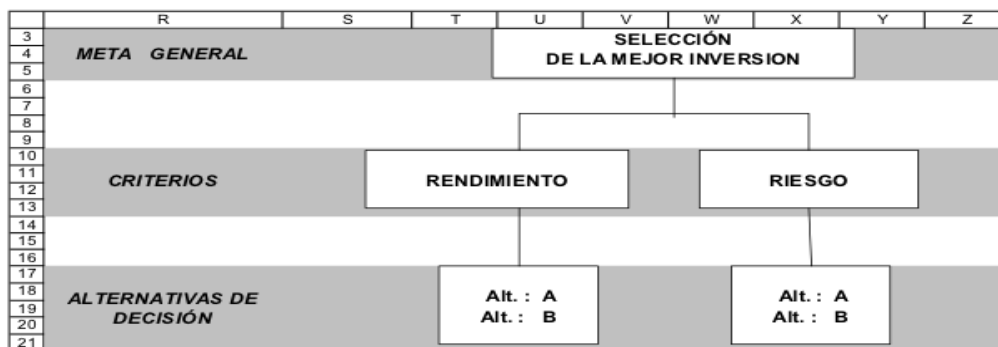 R S T U V W X Y Z
3
4
5
META GENERAL
SELECCIÓN
DE LA MEJOR INVERSION
6
7
8
9
10
11
12
13
CRITERIOS
RENDIMIENTO
RIESGO
14
15
16
17
18
19
20
21
ALTERNATIVAS DE
DECISIÓN
Alt. : A
Alt. : B
Alt. : A
Alt. : B